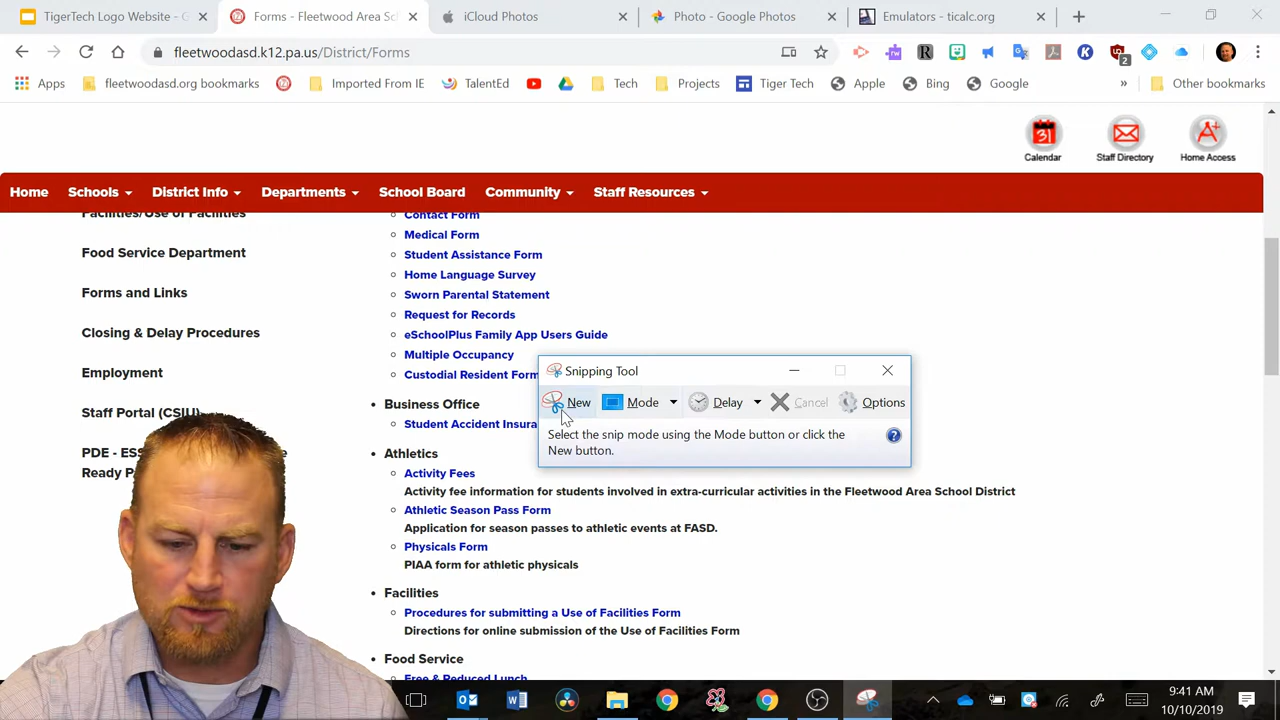 TigerTech Logo Website - G
Forms - Fleetwood Area Sc
iCloud Photos
Photo - Google Photos
Emulators - ticalc.org
fleetwoodasd.k12.pa.us/District/Forms
2
Apps
fleetwoodasd.org bookmarks
Imported From IE
TalentEd
Tech
Projects
Tiger Tech
Apple
Bing
Google
»
Other bookmarks
31
A+
Calendar
Staff Directory
Home Access
Home
Schools
District Info
Departments
School Board
Community
Staff Resources
Facilities/Use of Facilities
Food Service Department
Forms and Links
Closing & Delay Procedures
Employment
Staff Portal (CSIU)
PDE - ESS
Ready P
Contact Form
Medical Form
Student Assistance Form
Home Language Survey
Sworn Parental Statement
Request for Records
eSchoolPlus Family App Users Guide
Multiple Occupancy
Custodial Resident Form
Business Office
Student Accident Insura
Athletics
Activity Fees
Activity fee information for students involved in extra-curricular activities in the Fleetwood Area School District
Athletic Season Pass Form
Application for season passes to athletic events at FASD.
Physicals Form
PIAA form for athletic physicals
Facilities
Procedures for submitting a Use of Facilities Form
Directions for online submission of the Use of Facilities Form
Food Service
Free & Reduced Lunch
Snipping Tool
New
Mode
Delay
Cancel
Options
Select the snip mode using the Mode button or click the
New button.
9:41 AM
10/10/2019